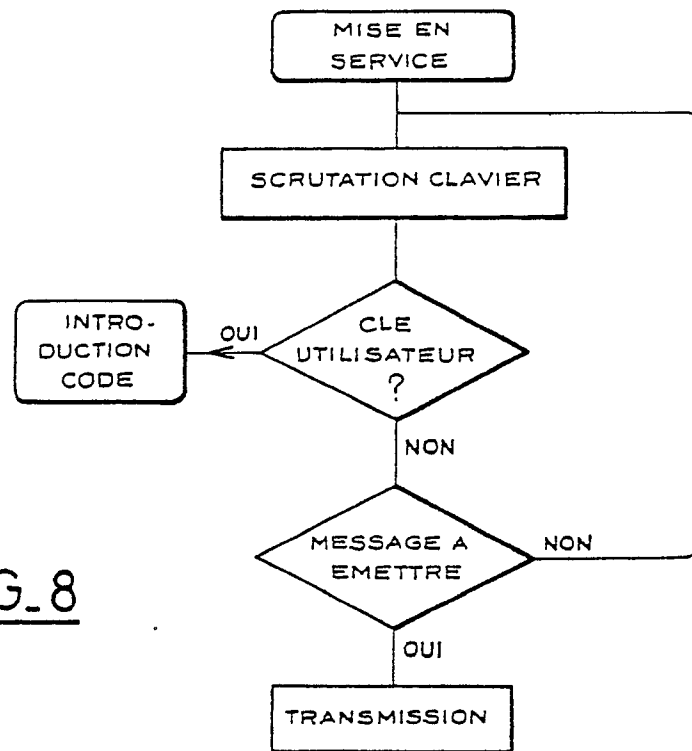 MISE EN
SERVICE
SCRUTATION CLAVIER
INTRO-
DUCTION
CODE
OUI
CLE
UTILISATEUR
?
NON
MESSAGE A
EMETTRE
NON
OUI
TRANSMISSION
G_8